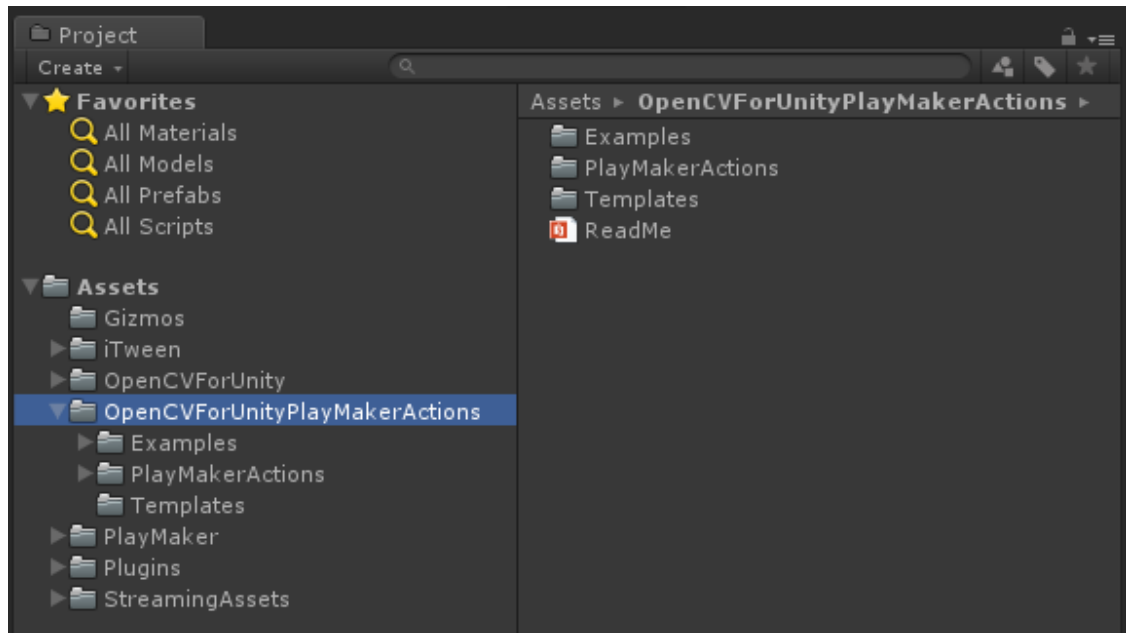 Project
Create
Favorites
All Materials
All Models
All Prefabs
All Scripts
Assets
Gizmos
iTween
OpenCVForUnity
OpenCVForUnityPlayMakerActions
Examples
PlayMakerActions
Templates
PlayMaker
Plugins
StreamingAssets
Assets ▸ OpenCVForUnityPlayMakerActions ▸
Examples
PlayMakerActions
Templates
ReadMe